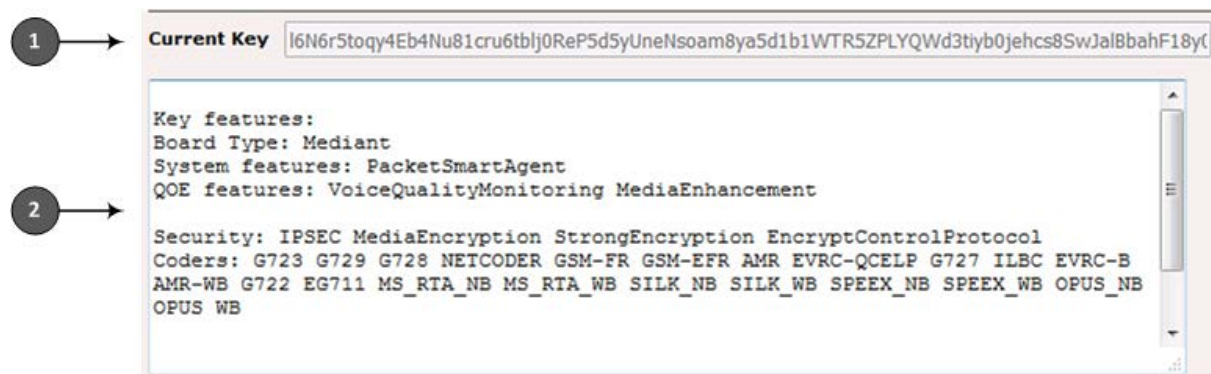 1
Current Key
l6N6r5toqy4Eb4Nu81cru6tblj0ReP5d5yUneNsoam8ya5d1b1WTR5ZPLYQWd3tiyb0jehcs8SwJalBbahF18y(
2
Key features:
Board Type: Mediant
System features: PacketSmartAgent
QOE features: VoiceQualityMonitoring MediaEnhancement
Security: IPSEC MediaEncryption StrongEncryption EncryptControlProtocol
Coders: G723 G729 G728 NETCODER GSM-FR GSM-EFR AMR EVRC-QCELP G727 ILBC EVRC-B
AMR-WB G722 EG711 MS_RTA_NB MS_RTA_WB SILK_NB SILK_WB SPEEX_NB SPEEX_WB OPUS_NB
OPUS WB